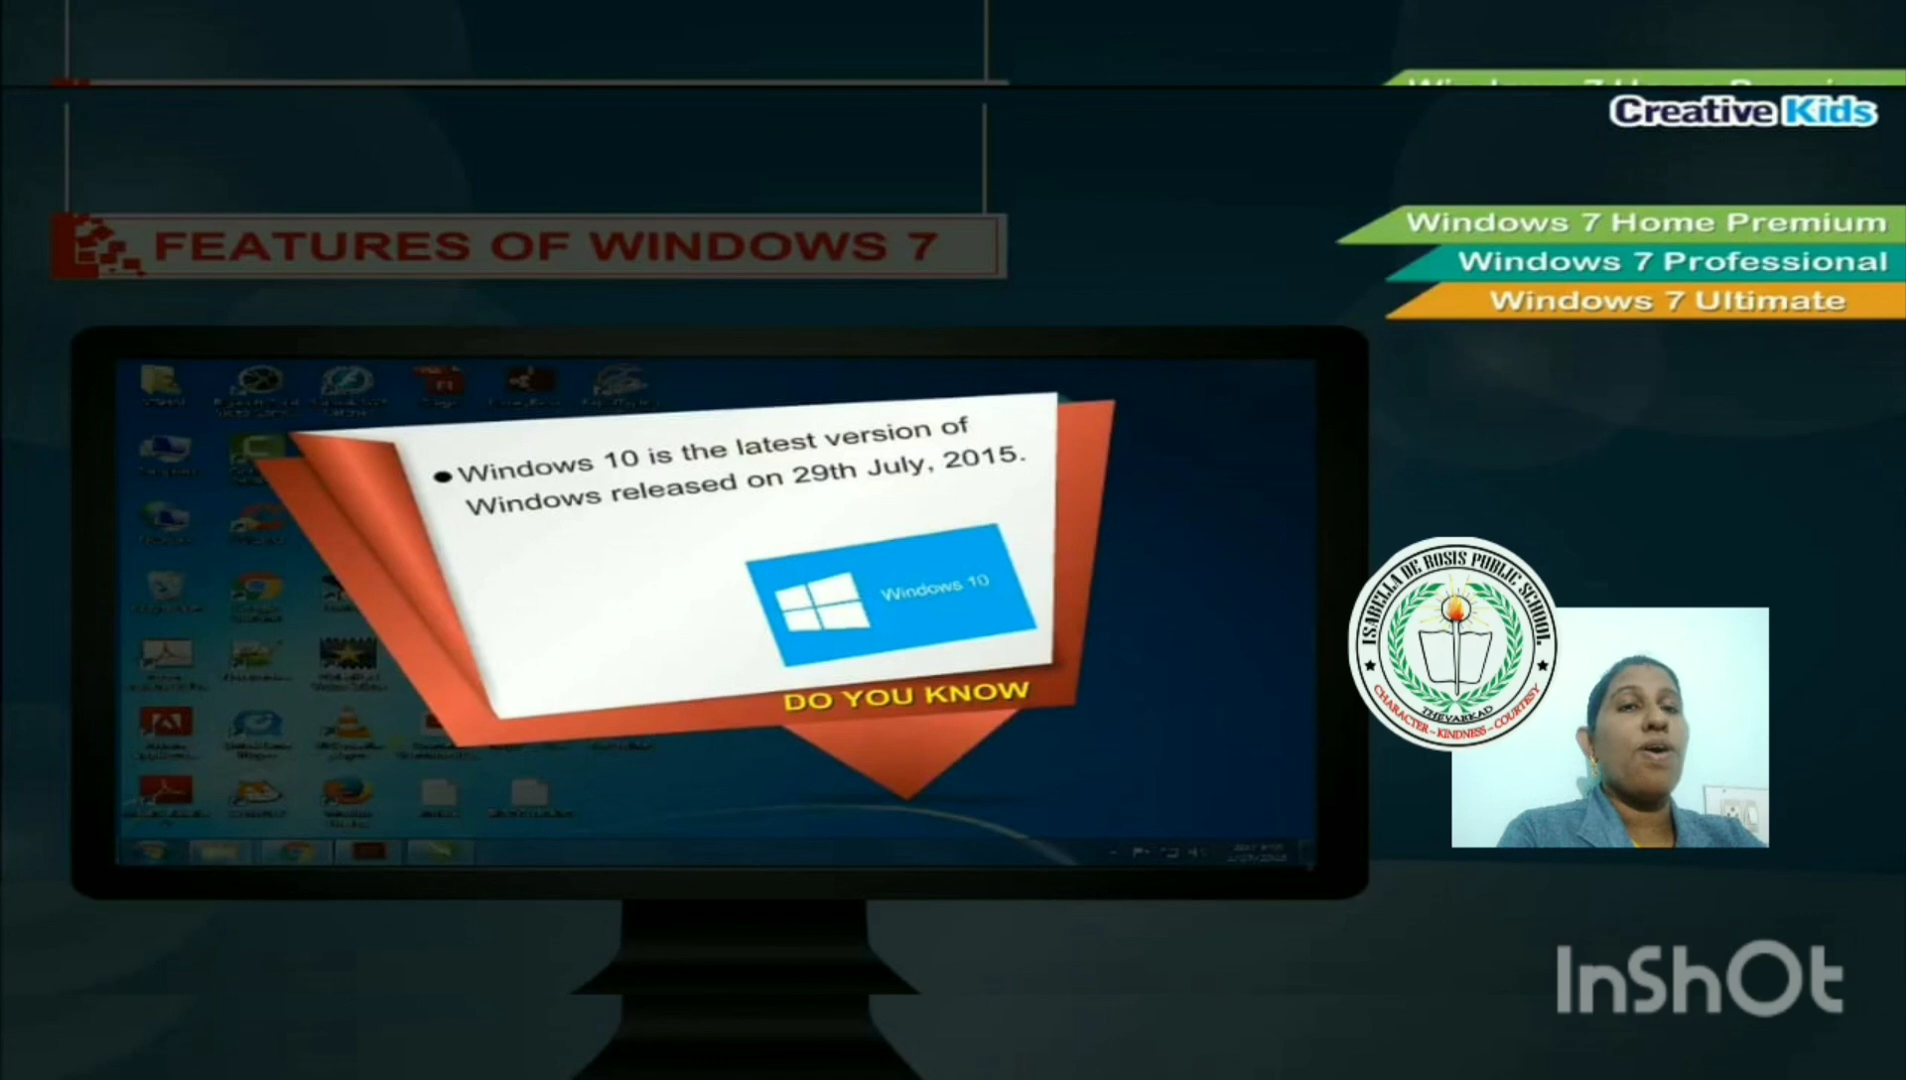 Creative Kids
FEATURES OF WINDOWS 7
Windows 7 Home Premium
Windows 7 Professional
Windows 7 Ultimate
● Windows 10 is the latest version of
Windows released on 29th July, 2015.
Windows 10
DO YOU KNOW
ISABELLA DE ROSIS PUBLIC SCHOOL
THEVARKAD
CHARACTER - KINDNESS - COURTESY
InShOt